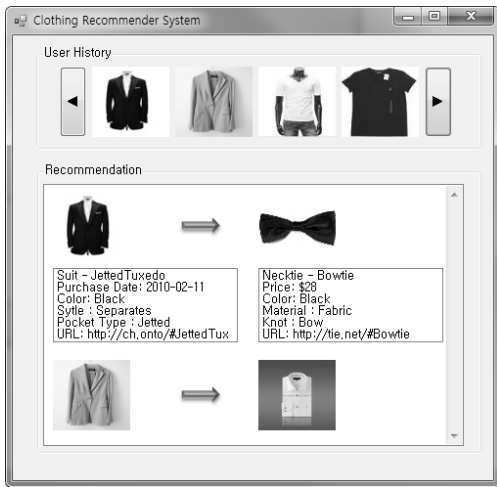 Clothing Recommender System
User History
Recommendation
Suit - JettedTuxedo
Purchase Date: 2010-02-11
Color: Black
Sytle : Separates
Pocket Type : Jetted
URL: http://ch.onto/#JettedTux
Necktie - Bowtie
Price: $28
Color: Black
Material : Fabric
Knot : Bow
URL: http://tie.net/#Bowtie